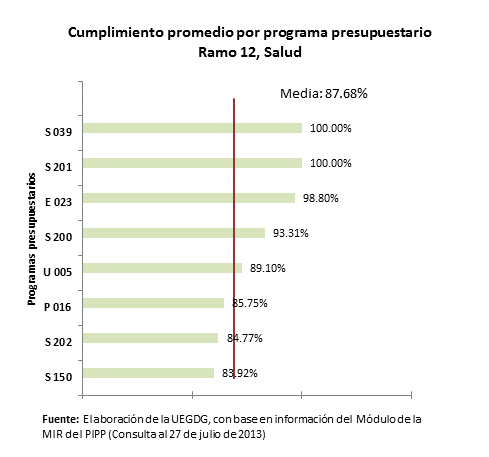 Cumplimiento promedio por programa presupuestario
Ramo 12, Salud
Media: 87.68%
Programas presupuestarios
S 039 100.00%
S 201 100.00%
E 023 98.80%
S 200 93.31%
U 005 89.10%
P 016 85.75%
S 202 84.77%
S 150 83.92%
Fuente: Elaboración de la UEGDG, con base en información del Módulo de la
MIR del PIPP (Consulta al 27 de julio de 2013)